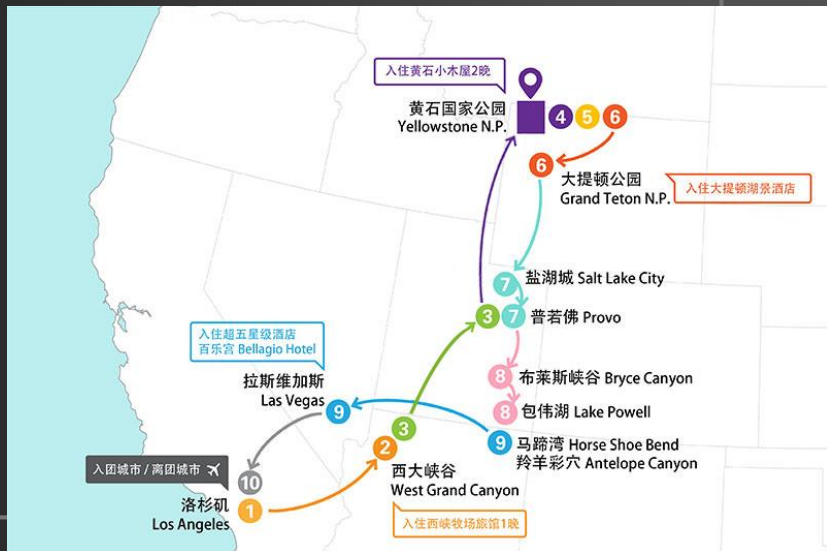 入住黄石小木屋2晚
黄石国家公园
Yellowstone N.P.
4 5 6
6
大提顿公园
Grand Teton N.P.
入住大提顿湖景酒店
7
盐湖城 Salt Lake City
3 7 普若佛 Provo
入住超五星级酒店
百乐宫 Bellagio Hotel
拉斯维加斯
Las Vegas
9
8 布莱斯峡谷 Bryce Canyon
8 包伟湖 Lake Powell
3
2
9 马蹄湾 Horse Shoe Bend
羚羊彩穴 Antelope Canyon
西大峡谷
West Grand Canyon
入住西峡牧场旅馆1晚
入团城市 / 离团城市
10
洛杉矶
Los Angeles
1